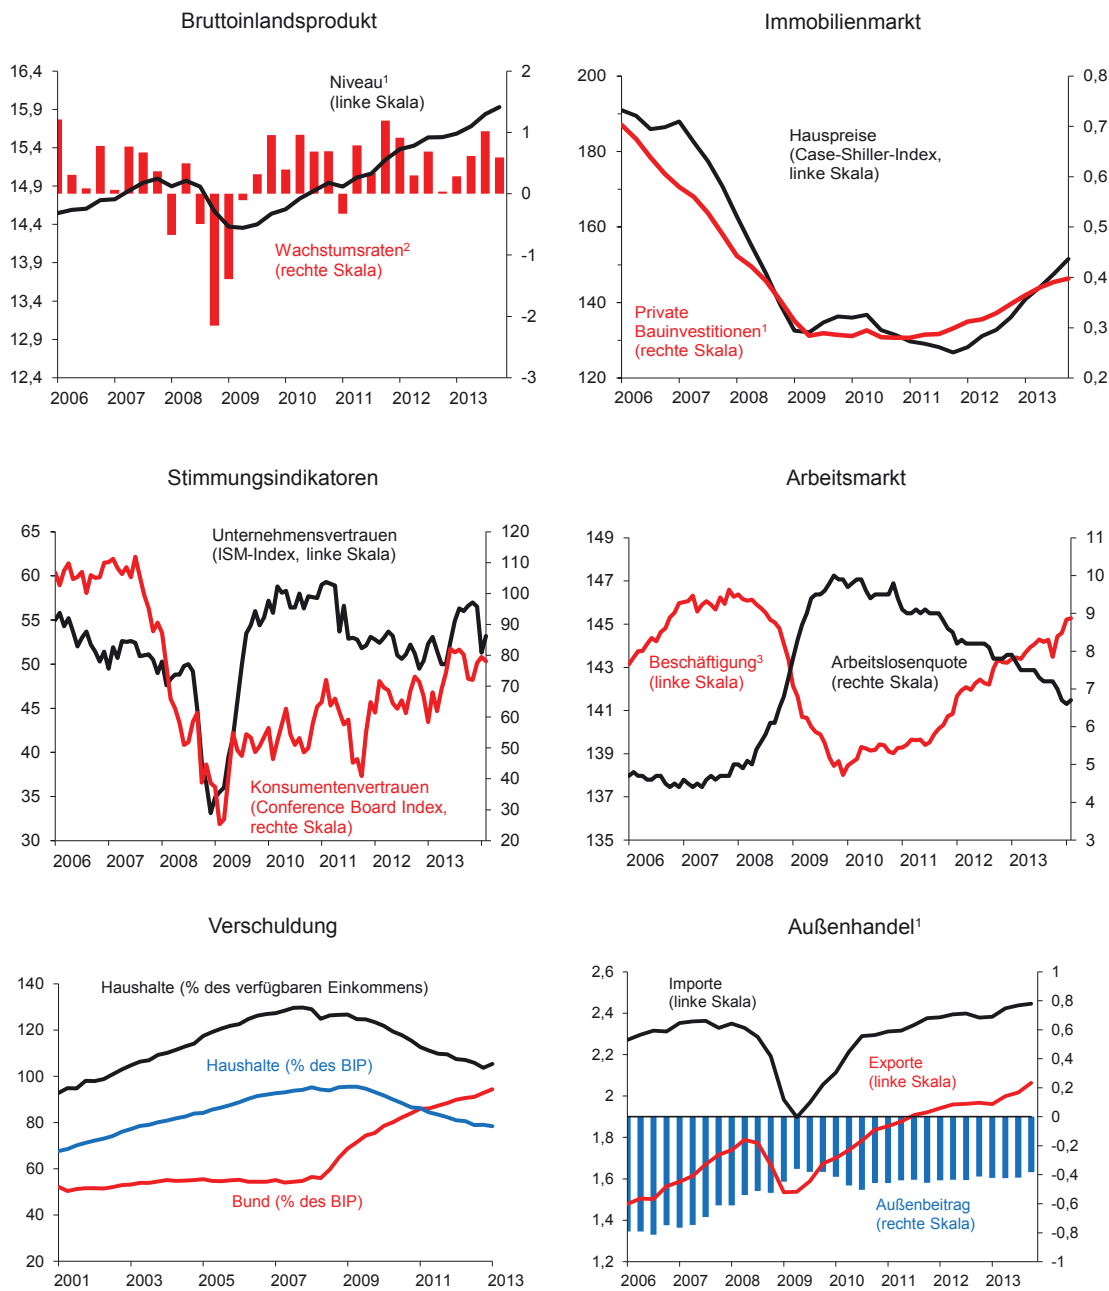 Bruttoinlandsprodukt
16,4
15,9
15,4
14,9
14,4
13,9
13,4
12,9
12,4
2
1
0
-1
-2
-3
Niveau¹
(linke Skala)
Wachstumsraten²
(rechte Skala)
2006 2007 2008 2009 2010 2011 2012 2013
Immobilienmarkt
200
180
160
140
120
0,8
0,7
0,6
0,5
0,4
0,3
0,2
Hauspreise
(Case-Shiller-Index,
linke Skala)
Private
Bauinvestitionen¹
(rechte Skala)
2006 2007 2008 2009 2010 2011 2012 2013
Stimmungsindikatoren
65
60
55
50
45
40
35
30
120
110
100
90
80
70
60
50
40
30
20
Unternehmensvertrauen
(ISM-Index, linke Skala)
Konsumentenvertrauen
(Conference Board Index,
rechte Skala)
2006 2007 2008 2009 2010 2011 2012 2013
Arbeitsmarkt
149
147
145
143
141
139
137
135
11
10
9
8
7
6
5
4
3
Beschäftigung³
(linke Skala)
Arbeitslosenquote
(rechte Skala)
2006 2007 2008 2009 2010 2011 2012 2013
Verschuldung
140
120
100
80
60
40
20
Haushalte (% des verfügbaren Einkommens)
Haushalte (% des BIP)
Bund (% des BIP)
2001 2003 2005 2007 2009 2011 2013
Außenhandel¹
2,6
2,4
2,2
2
1,8
1,6
1,4
1,2
1
0,8
0,6
0,4
0,2
0
-0,2
-0,4
-0,6
-0,8
-1
Importe
(linke Skala)
Exporte
(linke Skala)
Außenbeitrag
(rechte Skala)
2006 2007 2008 2009 2010 2011 2012 2013